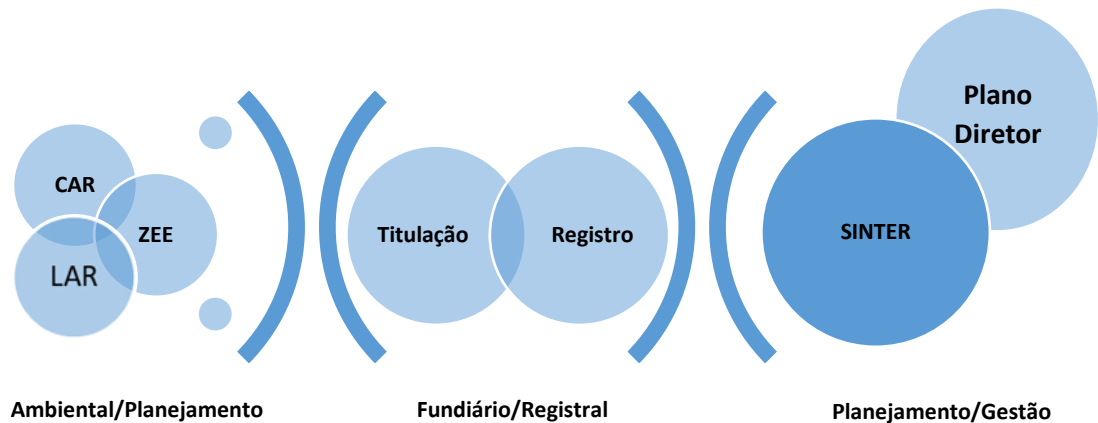 CAR
ZEE
LAR
Titulação
Registro
SINTER
Plano
Diretor
Ambiental/Planejamento
Fundiário/Registral
Planejamento/Gestão